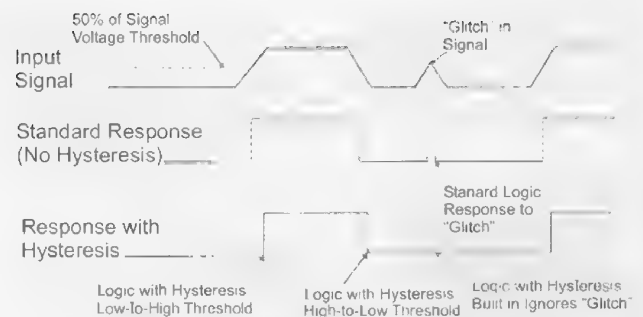 50% of Signal
Voltage Threshold
"Glitch" in
Signal
Input
Signal
Standard Response
(No Hysteresis)
Stanard Logic
Response to
"Glitch"
Response with
Hysteresis
Logic with Hysteresis
Low-To-High Threshold
Logic with Hysteresis
High-to-Low Threshold
Logic with Hysteresis
Built in Ignores "Glitch"